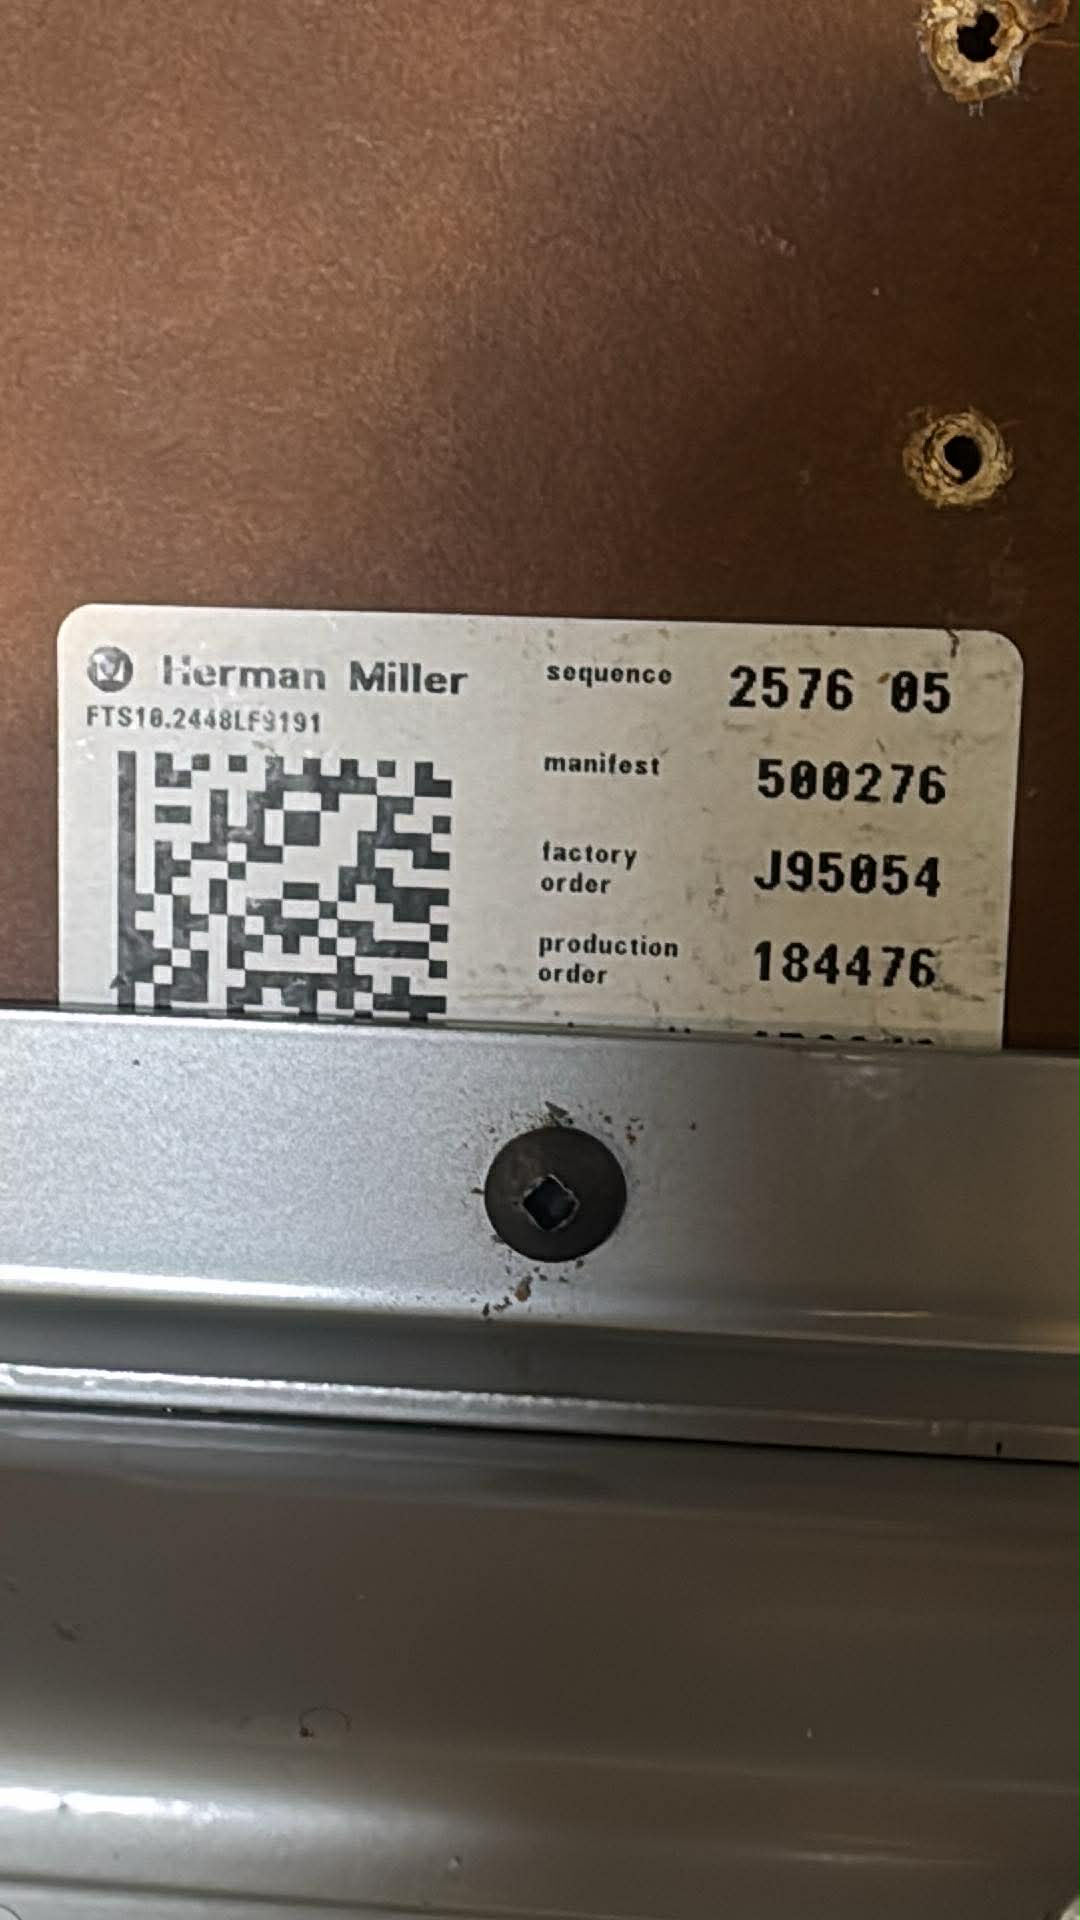 Herman Miller
FTS10.2448LF9191
sequence 2576 05
manifest 500276
factory order J95054
production order 184476